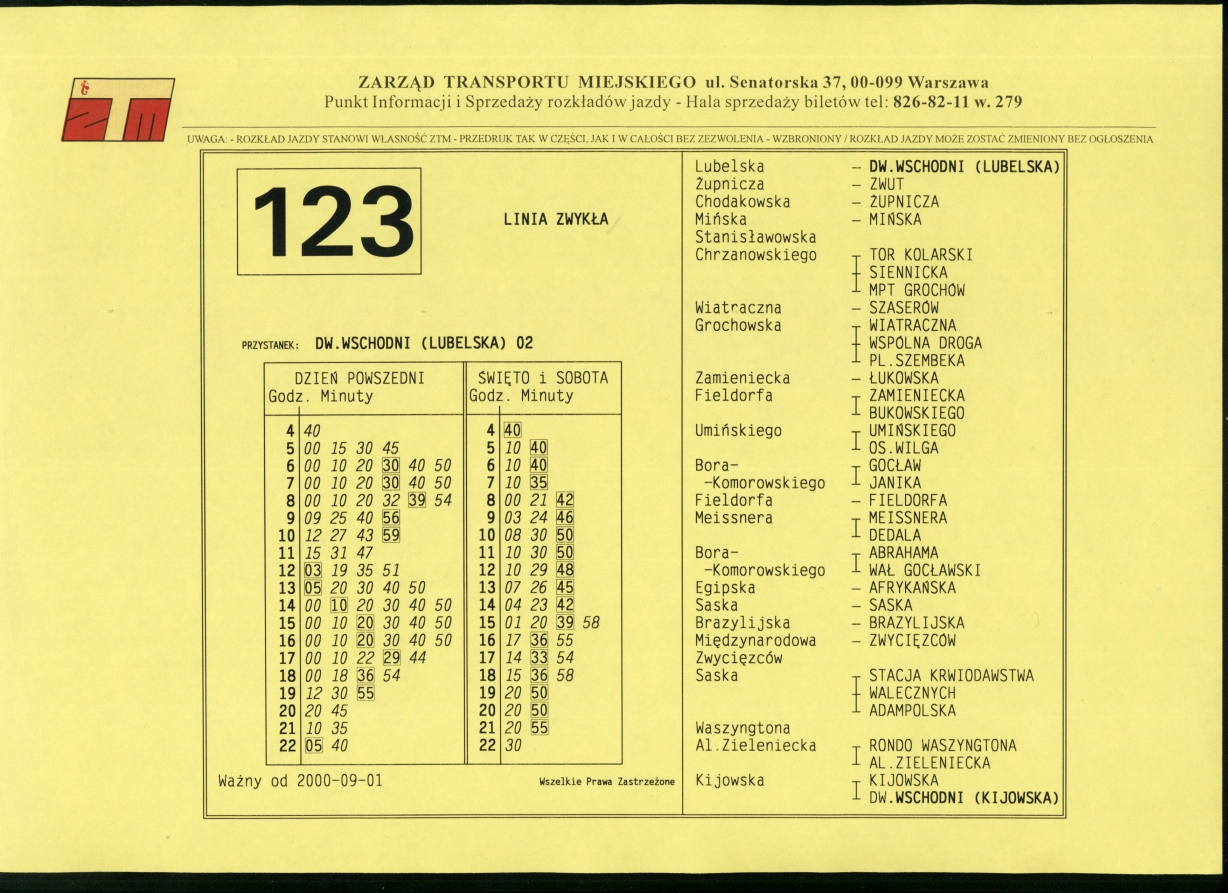 ZTM
ZARZĄD TRANSPORTU MIEJSKIEGO ul. Senatorska 37, 00-099 Warszawa
Punkt Informacji i Sprzedaży rozkładów jazdy - Hala sprzedaży biletów tel: 826-82-11 w. 279
UWAGA: - ROZKŁAD JAZDY STANOWI WŁASNOŚĆ ZTM - PRZEDRUK TAK W CZĘŚCI, JAK I W CAŁOŚCI BEZ ZEZWOLENIA - WZBRONIONY / ROZKŁAD JAZDY MOŻE ZOSTAĆ ZMIENIONY BEZ OGŁOSZENIA
123
LINIA ZWYKŁA
PRZYSTANEK: DW.WSCHODNI (LUBELSKA) 02
DZIEŃ POWSZEDNI
Godz. Minuty
4 40
5 00 15 30 45
6 00 10 20 30 40 50
7 00 10 20 30 40 50
8 00 10 20 32 39 54
9 09 25 40 56
10 12 27 43 59
11 15 31 47
12 03 19 35 51
13 05 20 30 40 50
14 00 10 20 30 40 50
15 00 10 20 30 40 50
16 00 10 20 30 40 50
17 00 10 22 29 44
18 00 18 36 54
19 12 30 55
20 20 45
21 10 35
22 05 40
ŚWIĘTO i SOBOTA
Godz. Minuty
4 40
5 10 40
6 10 40
7 10 35
8 00 21 42
9 03 24 46
10 08 30 50
11 10 30 50
12 10 29 48
13 07 26 45
14 04 23 42
15 01 20 39 58
16 17 36 55
17 14 33 54
18 15 36 58
19 20 50
20 20 50
21 20 55
22 30
Ważny od 2000-09-01
Wszelkie Prawa Zastrzeżone
Lubelska – DW.WSCHODNI (LUBELSKA)
Żupnicza – ZWUT
Chodakowska – ŻUPNICZA
Mińska – MIŃSKA
Stanisławowska
Chrzanowskiego TOR KOLARSKI
SIENNICKA
MPT GROCHÓW
Wiatraczna – SZASERÓW
Grochowska WIATRACZNA
WSPÓLNA DROGA
PL.SZEMBEKA
Zamieniecka – ŁUKOWSKA
Fieldorfa ZAMIENIECKA
BUKOWSKIEGO
Umińskiego UMIŃSKIEGO
OS.WILGA
Bora– GOCŁAW
–Komorowskiego JANIKA
Fieldorfa – FIELDORFA
Meissnera MEISSNERA
DEDALA
Bora– ABRAHAMA
–Komorowskiego WAŁ GOCŁAWSKI
Egipska – AFRYKAŃSKA
Saska – SASKA
Brazylijska – BRAZYLIJSKA
Międzynarodowa – ZWYCIĘZCÓW
Zwycięzców
Saska STACJA KRWIODAWSTWA
WALECZNYCH
ADAMPOLSKA
Waszyngtona
Al.Zieleniecka RONDO WASZYNGTONA
AL.ZIELENIECKA
Kijowska KIJOWSKA
DW.WSCHODNI (KIJOWSKA)